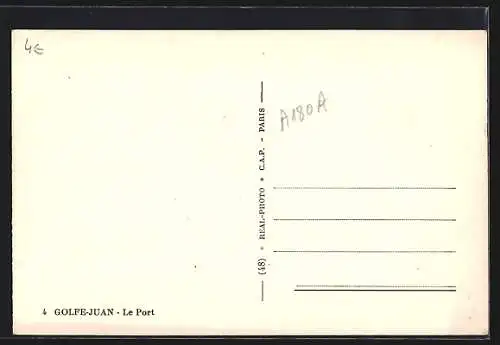 4€
A180A
(48) • REAL-PHOTO • C.A.P. - PARIS
4 GOLFE-JUAN - Le Port